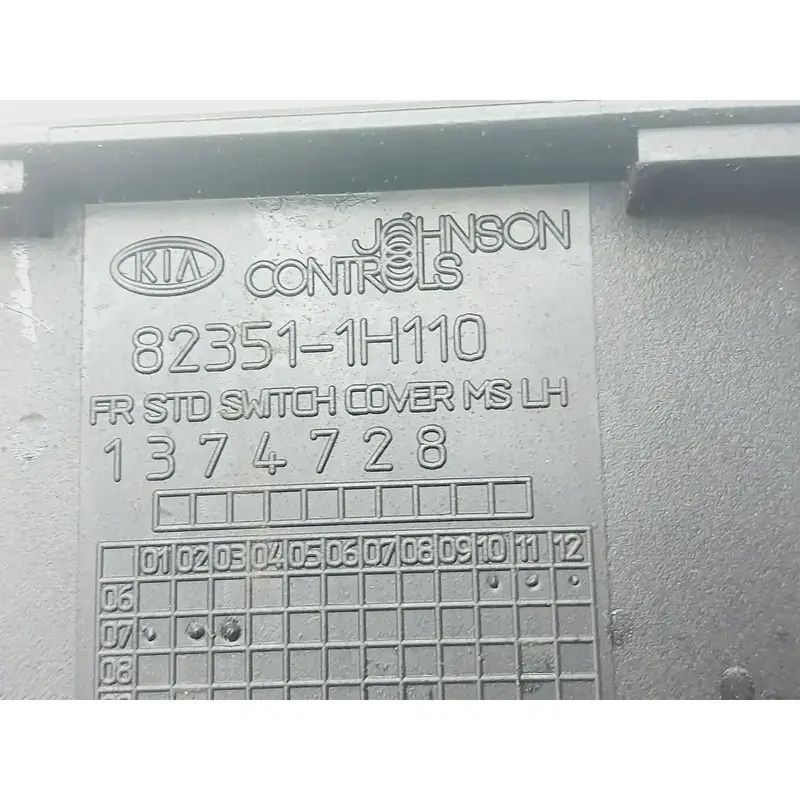 KIA JOHNSON CONTROLS
82351-1H110
FR STD SWITCH COVER MS LH
1374728
01 02 03 04 05 06 07 08 09 10 11 12
06
07
08